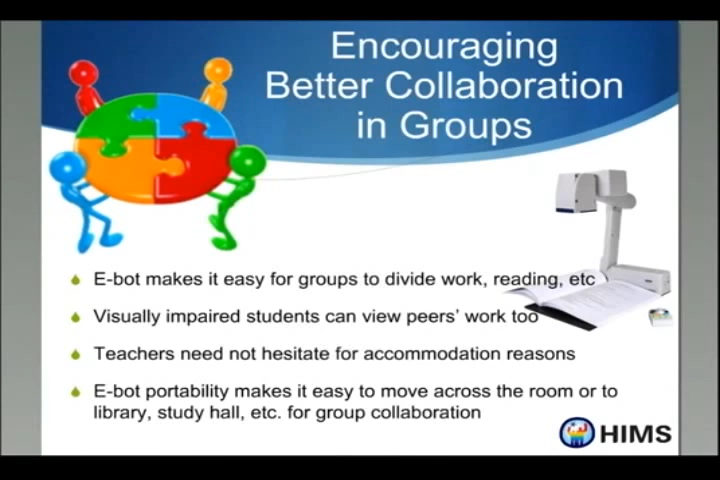 Encouraging
Better Collaboration
in Groups
E-bot makes it easy for groups to divide work, reading, etc
Visually impaired students can view peers' work too
Teachers need not hesitate for accommodation reasons
E-bot portability makes it easy to move across the room or to
library, study hall, etc. for group collaboration
HIMS